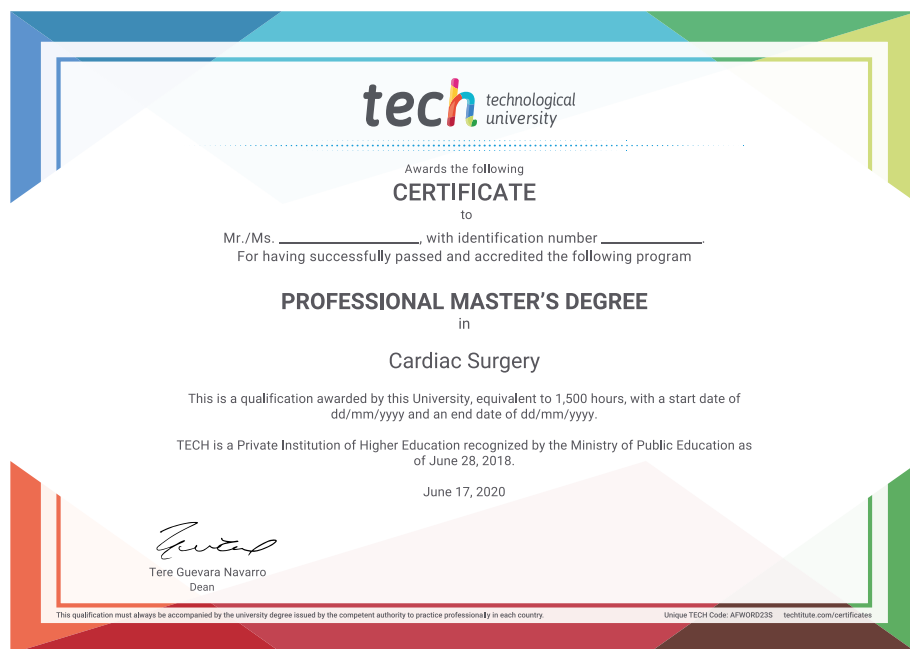 tech technological
university
Awards the following
CERTIFICATE
to
Mr./Ms. ____________________, with identification number ______________.
For having successfully passed and accredited the following program
PROFESSIONAL MASTER'S DEGREE
in
Cardiac Surgery
This is a qualification awarded by this University, equivalent to 1,500 hours, with a start date of
dd/mm/yyyy and an end date of dd/mm/yyyy.
TECH is a Private Institution of Higher Education recognized by the Ministry of Public Education as
of June 28, 2018.
June 17, 2020
Tere Guevara Navarro
Dean
This qualification must always be accompanied by the university degree issued by the competent authority to practice professionally in each country. Unique TECH Code: AFWORD23S techtitute.com/certificates